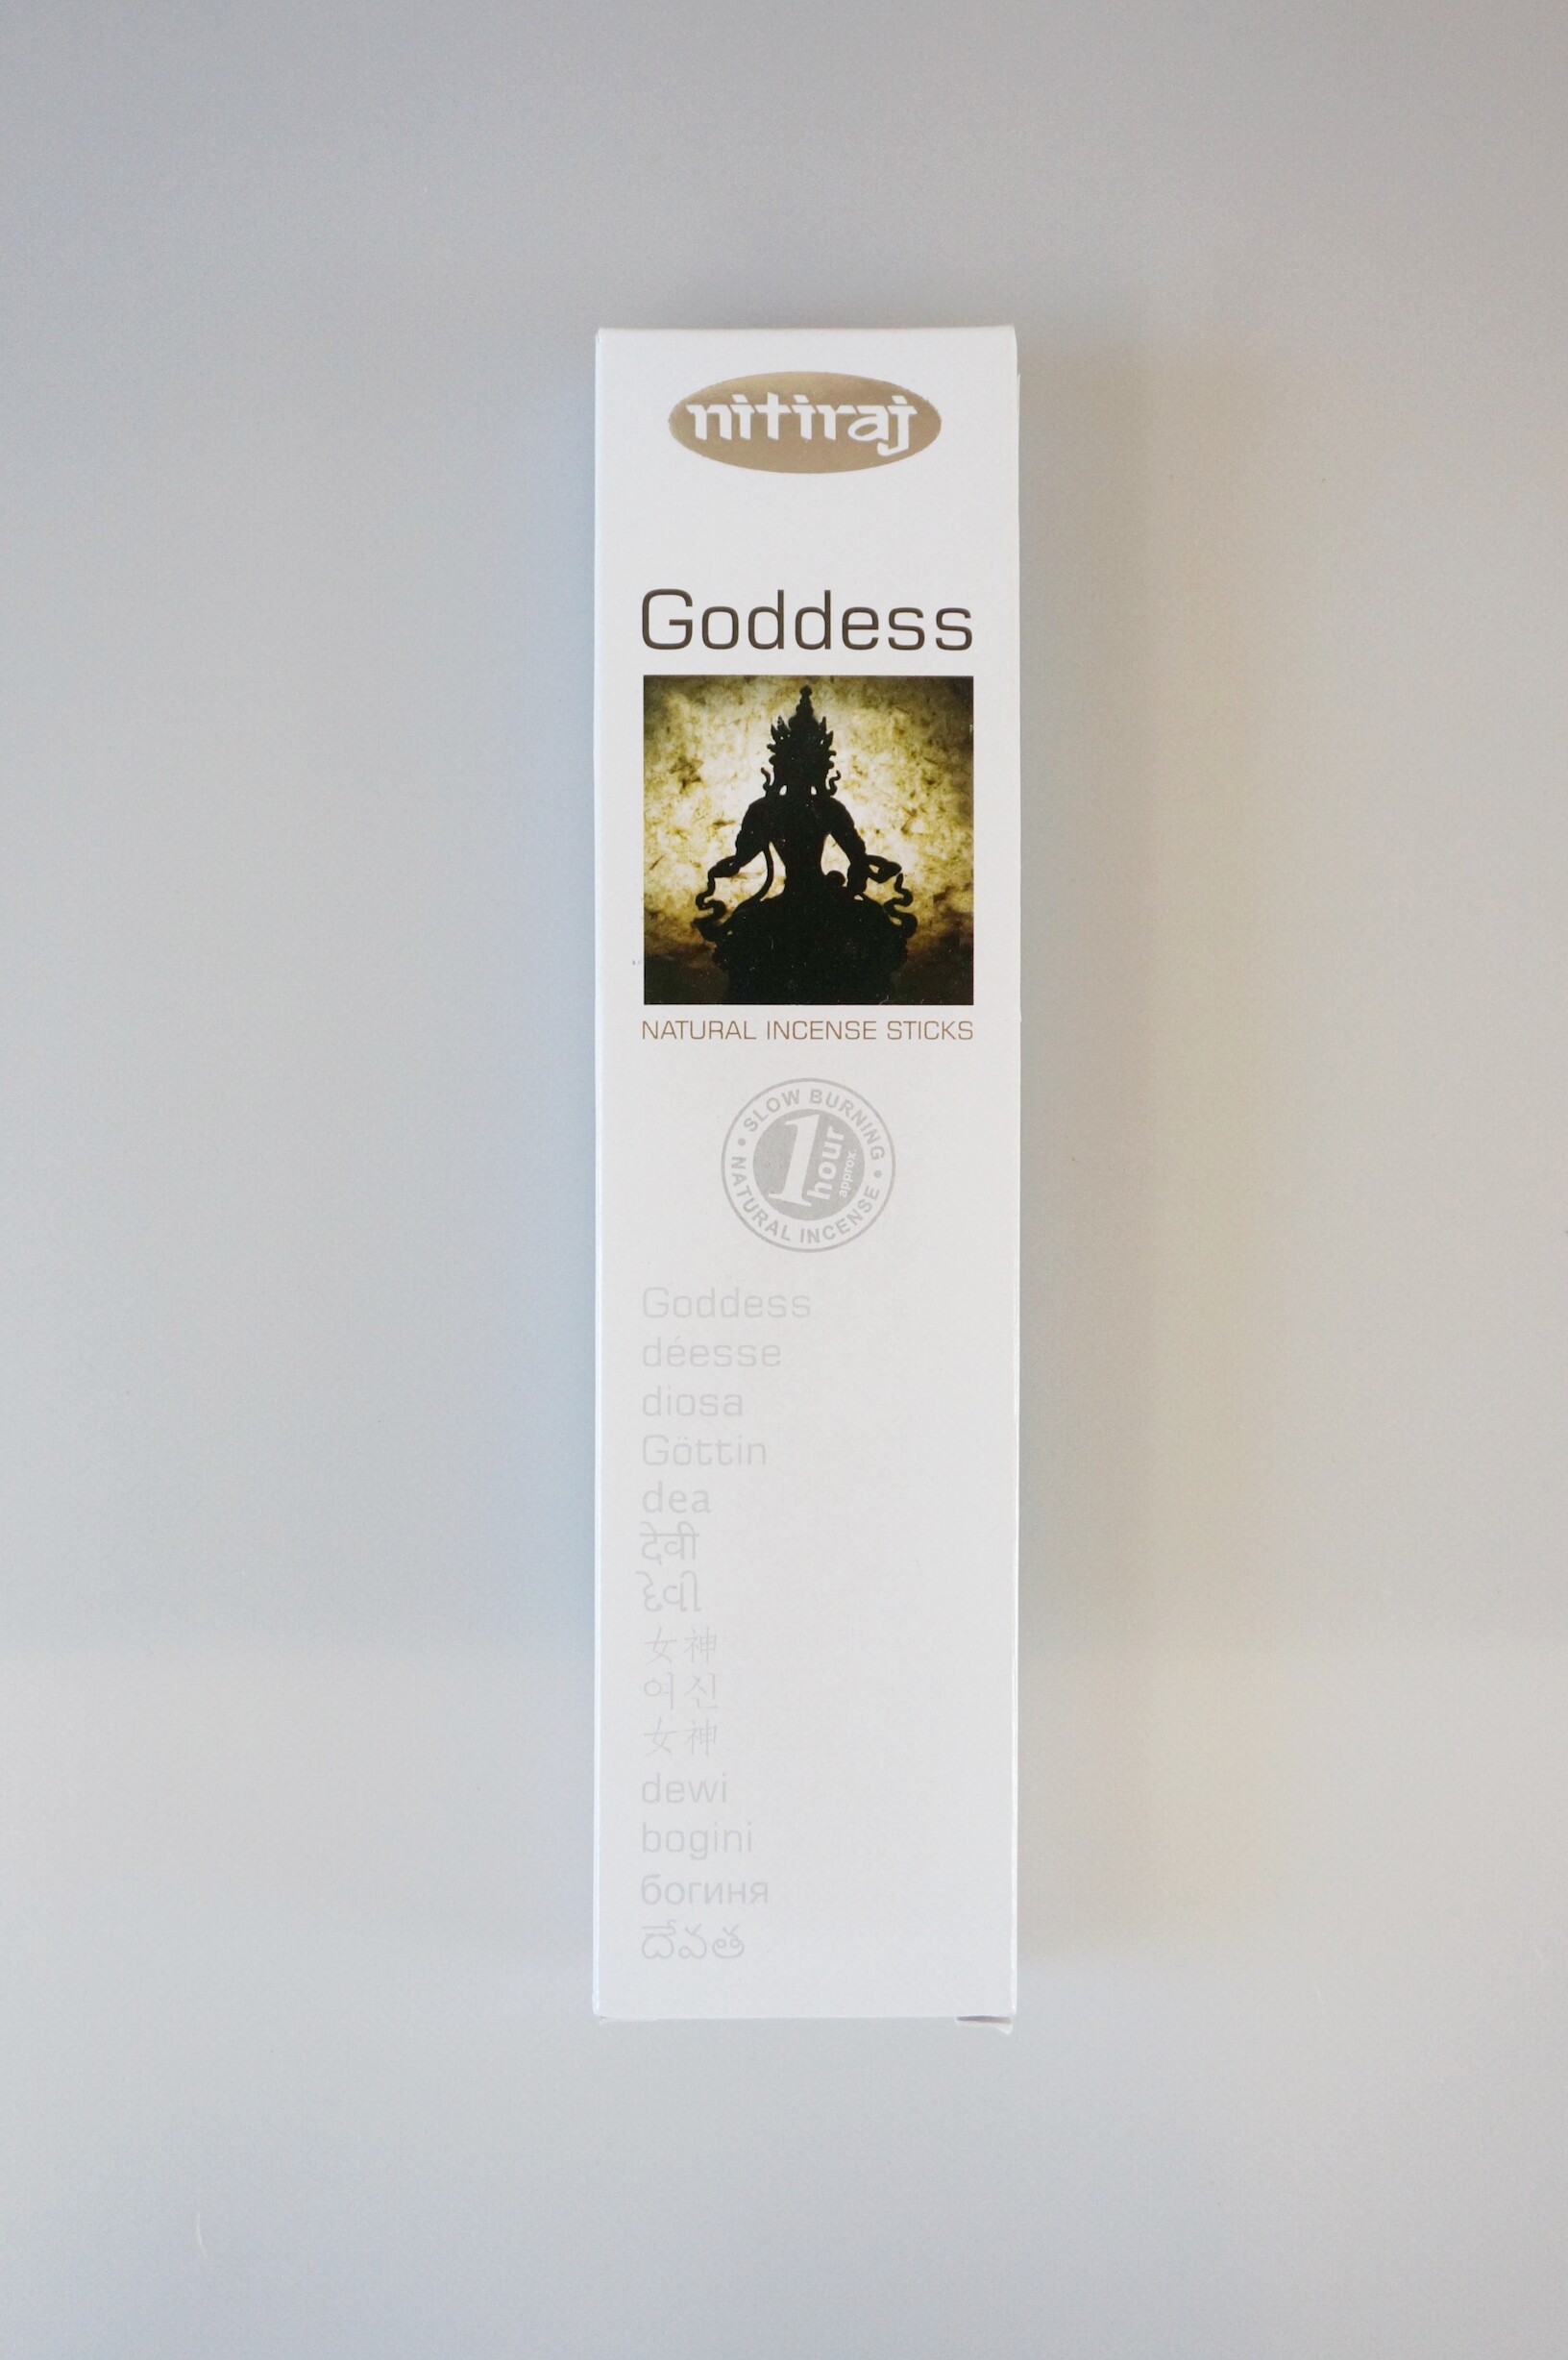 nitiraj
Goddess
NATURAL INCENSE STICKS
SLOW BURNING
1 hour approx.
NATURAL INCENSE
Goddess
déesse
diosa
Göttin
dea
देवी
દેવી
女神
여신
女神
dewi
bogini
богиня
దేవత